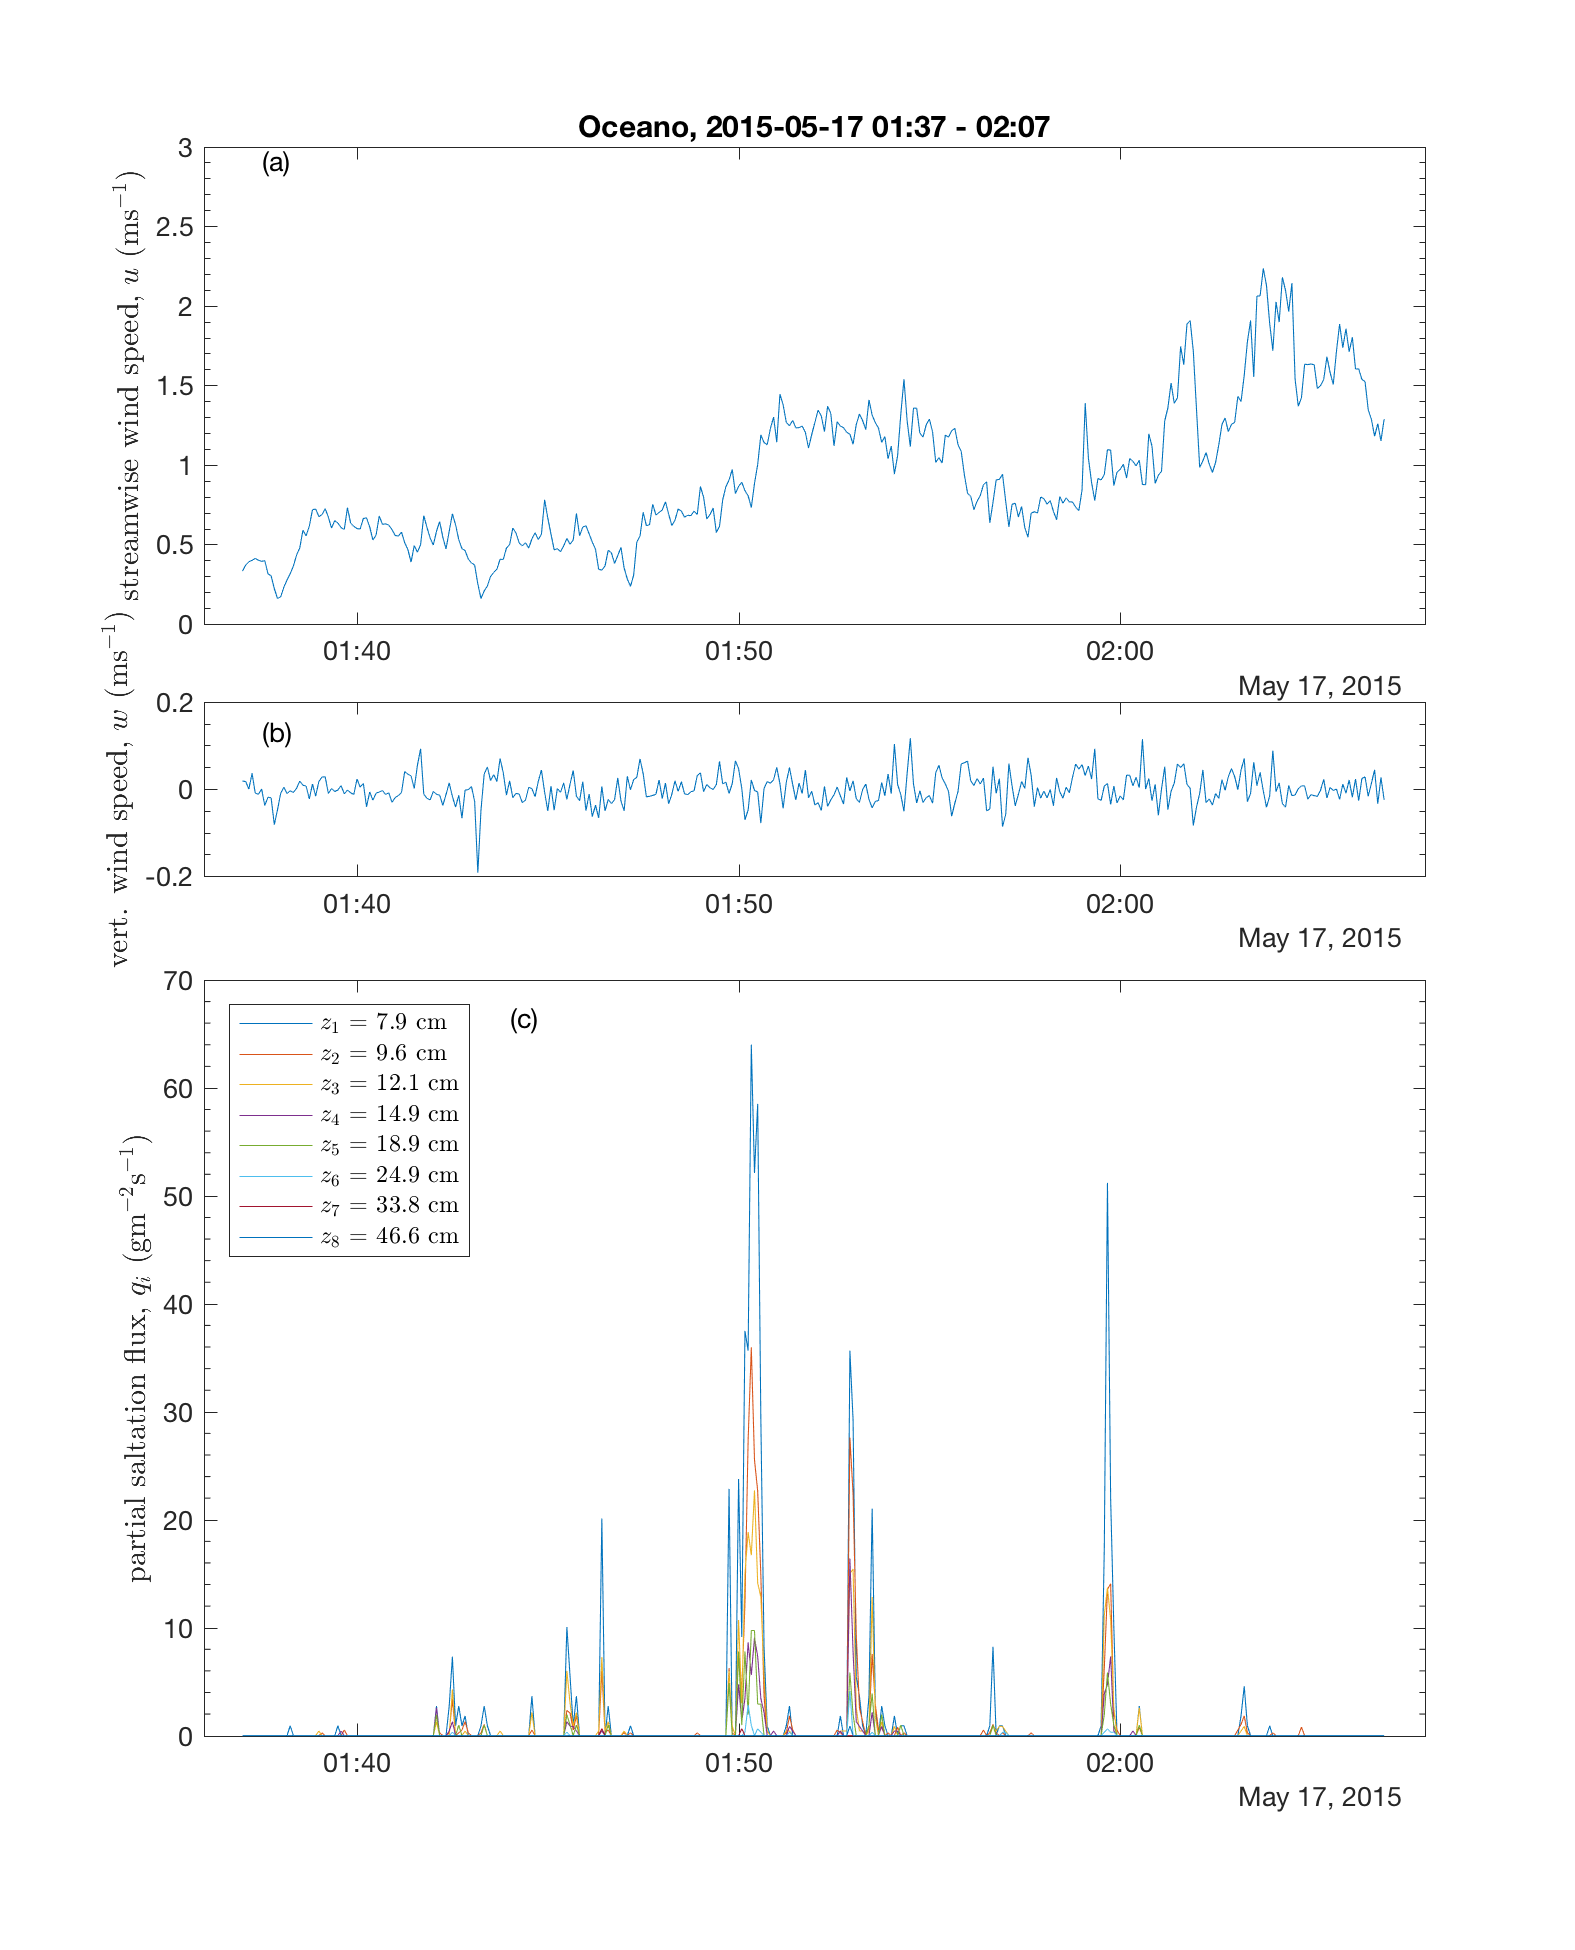 Oceano, 2015-05-17 01:37 - 02:07
(a)
streamwise wind speed, u (ms⁻¹)
3
2.5
2
1.5
1
0.5
0
01:40 01:50 02:00
May 17, 2015
(b)
vert. wind speed, w (ms⁻¹)
0.2
0
-0.2
01:40 01:50 02:00
May 17, 2015
(c)
partial saltation flux, qᵢ (gm⁻²s⁻¹)
70
60
50
40
30
20
10
0
z₁ = 7.9 cm
z₂ = 9.6 cm
z₃ = 12.1 cm
z₄ = 14.9 cm
z₅ = 18.9 cm
z₆ = 24.9 cm
z₇ = 33.8 cm
z₈ = 46.6 cm
01:40 01:50 02:00
May 17, 2015